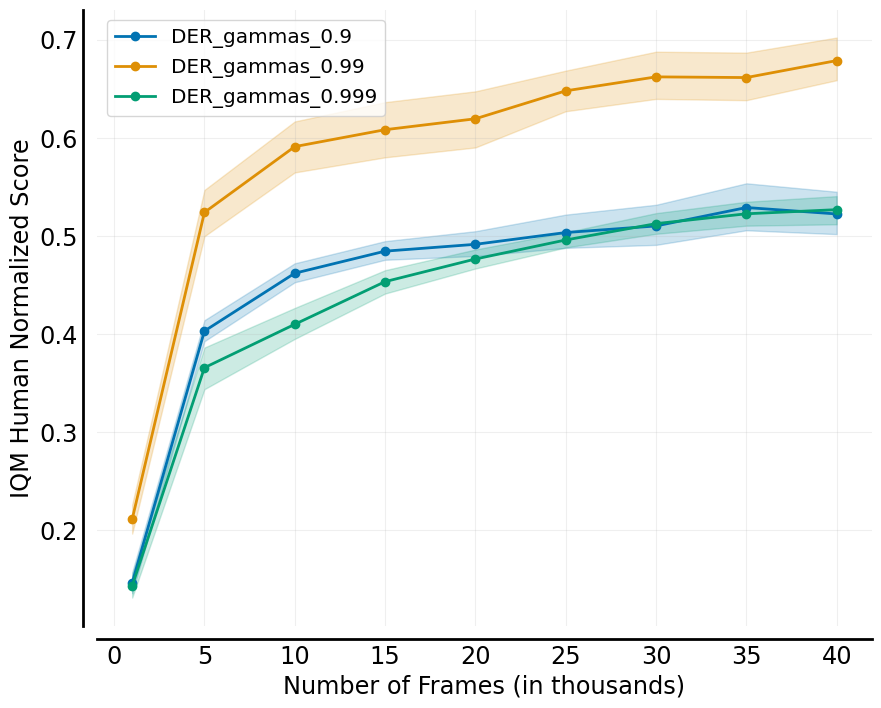 DER_gammas_0.9
DER_gammas_0.99
DER_gammas_0.999
IQM Human Normalized Score
0.7
0.6
0.5
0.4
0.3
0.2
0 5 10 15 20 25 30 35 40
Number of Frames (in thousands)